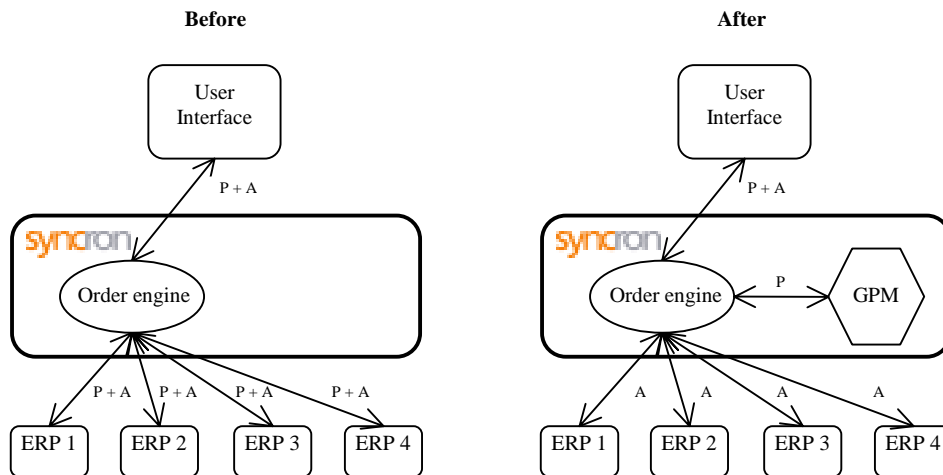 Before
User
Interface
P + A
syncron
Order engine
P + A P + A P + A P + A
ERP 1 ERP 2 ERP 3 ERP 4
After
User
Interface
P + A
syncron
Order engine
P
GPM
A A A A
ERP 1 ERP 2 ERP 3 ERP 4